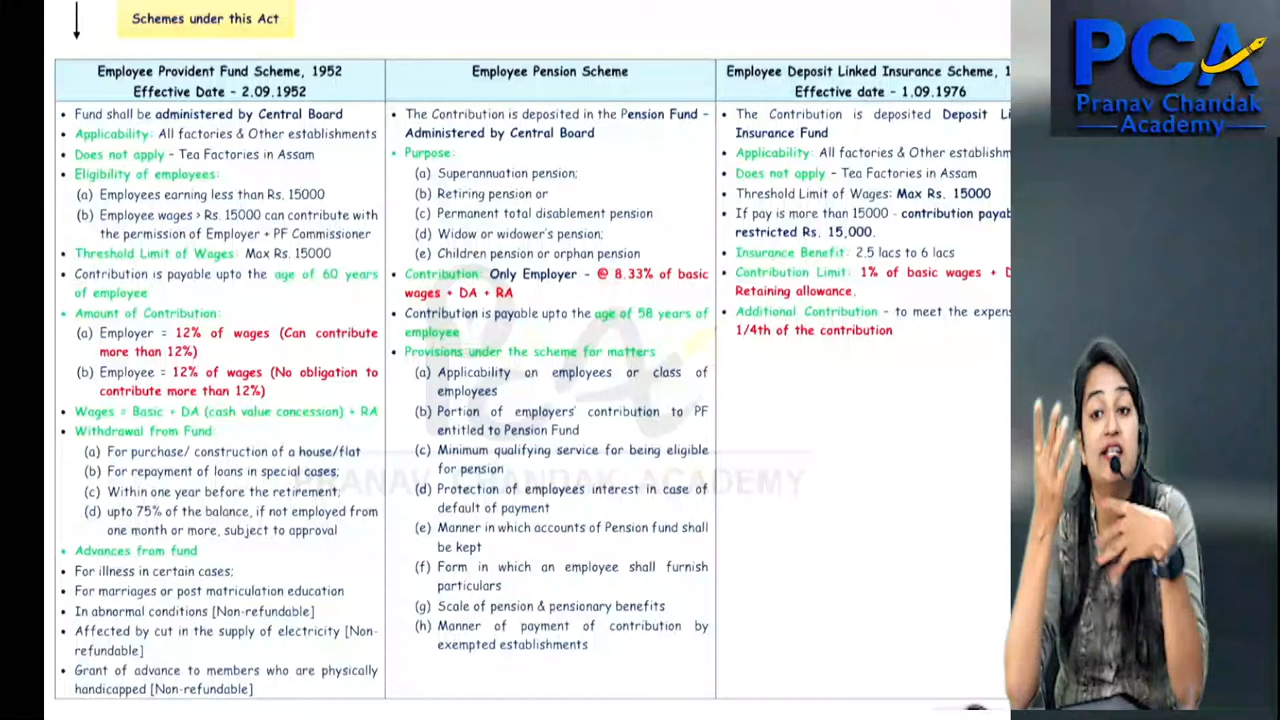 Schemes under this Act
Employee Provident Fund Scheme, 1952
Effective Date - 2.09.1952
• Fund shall be administered by Central Board
• Applicability: All factories & Other establishments
• Does not apply - Tea Factories in Assam
• Eligibility of employees:
(a) Employees earning less than Rs. 15000
(b) Employee wages > Rs. 15000 can contribute with
the permission of Employer + PF Commissioner
• Threshold Limit of Wages: Max Rs. 15000
• Contribution is payable upto the age of 60 years
of employee
• Amount of Contribution:
(a) Employer = 12% of wages (Can contribute
more than 12%)
(b) Employee = 12% of wages (No obligation to
contribute more than 12%)
• Wages = Basic + DA (cash value concession) + RA
• Withdrawal from Fund:
(a) For purchase/ construction of a house/flat
(b) For repayment of loans in special cases;
(c) Within one year before the retirement;
(d) upto 75% of the balance, if not employed from
one month or more, subject to approval
• Advances from fund
• For illness in certain cases;
• For marriages or post matriculation education
• In abnormal conditions [Non-refundable]
• Affected by cut in the supply of electricity [Non-
refundable]
• Grant of advance to members who are physically
handicapped [Non-refundable]
Employee Pension Scheme
• The Contribution is deposited in the Pension Fund -
Administered by Central Board
• Purpose:
(a) Superannuation pension;
(b) Retiring pension or
(c) Permanent total disablement pension
(d) Widow or widower's pension;
(e) Children pension or orphan pension
• Contribution: Only Employer - @ 8.33% of basic
wages + DA + RA
• Contribution is payable upto the age of 58 years of
employee
• Provisions under the scheme for matters
(a) Applicability on employees or class of
employees
(b) Portion of employers' contribution to PF
entitled to Pension Fund
(c) Minimum qualifying service for being eligible
for pension
(d) Protection of employees interest in case of
default of payment
(e) Manner in which accounts of Pension fund shall
be kept
(f) Form in which an employee shall furnish
particulars
(g) Scale of pension & pensionary benefits
(h) Manner of payment of contribution by
exempted establishments
Employee Deposit Linked Insurance Scheme, 1
Effective date - 1.09.1976
• The Contribution is deposited Deposit Li
Insurance Fund
• Applicability: All factories & Other establishm
• Does not apply - Tea Factories in Assam
• Threshold Limit of Wages: Max Rs. 15000
• If pay is more than 15000 - contribution payab
restricted Rs. 15,000.
• Insurance Benefit: 2.5 lacs to 6 lacs
• Contribution Limit: 1% of basic wages + D
Retaining allowance.
• Additional Contribution - to meet the expen
1/4th of the contribution
PCA
Pranav Chandak
Academy
PRANAV CHANDAK ACADEMY